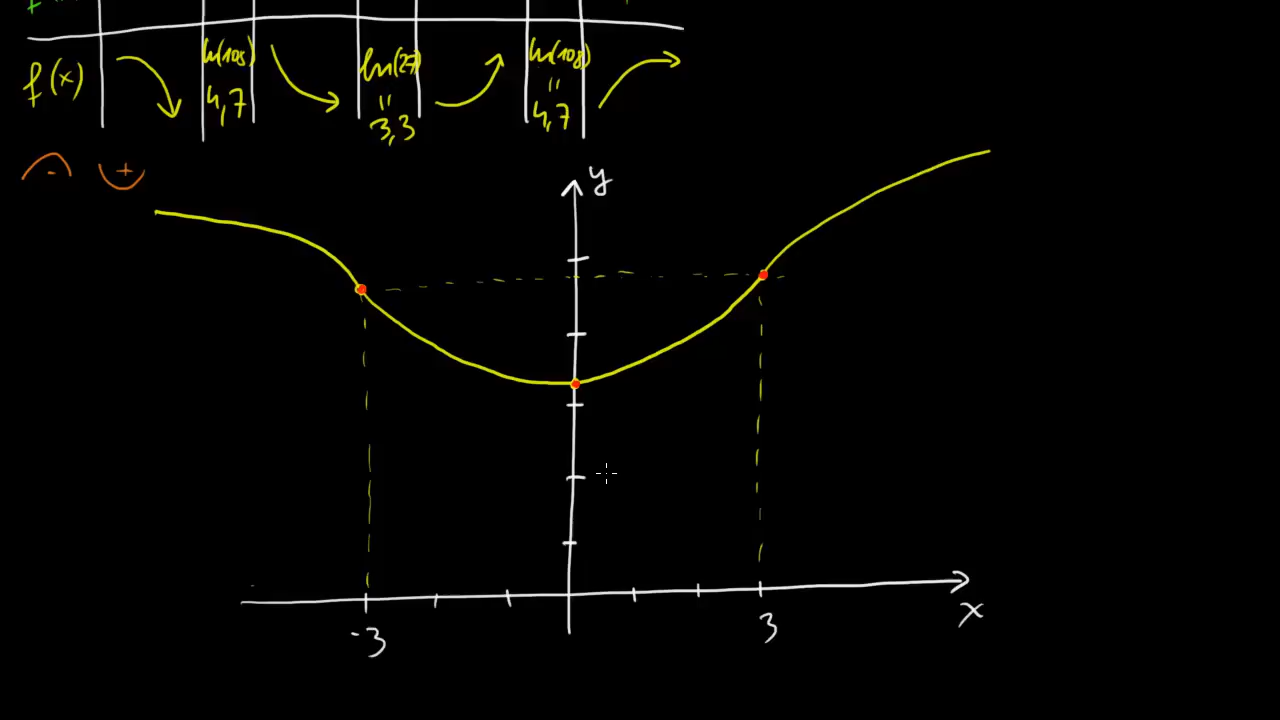 f(x) ln(108) ln(27) ln(108)
= = 
4,7 3,3 4,7
- +
y
x
-3 3